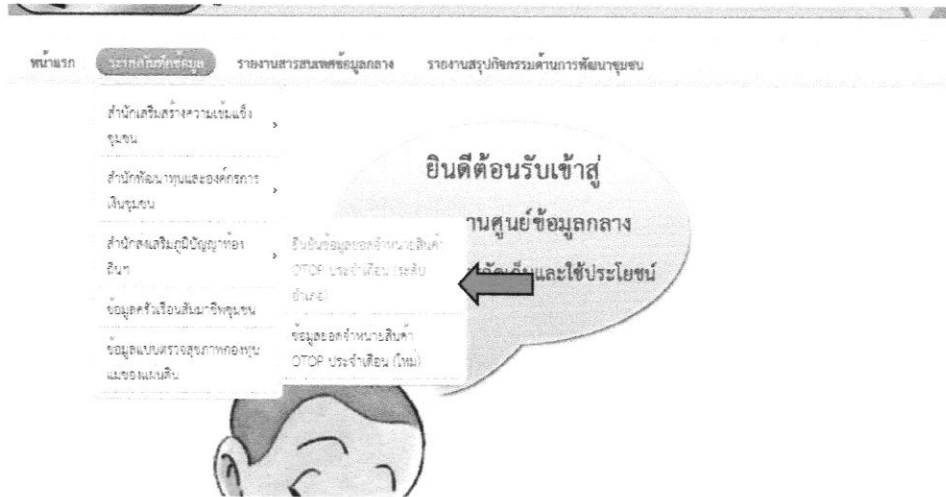 หน้าแรก ระบบบันทึกข้อมูล รายงานสารสนเทศข้อมูลกลาง รายงานสรุปกิจกรรมด้านการพัฒนาชุมชน
สำนักเสริมสร้างความเข้มแข็ง
ชุมชน
สำนักพัฒนาทุนและองค์กรการ
เงินชุมชน
สำนักส่งเสริมภูมิปัญญาท้อง
ถิ่นฯ
ข้อมูลครัวเรือนสัมมาชีพชุมชน
ข้อมูลแบบตรวจสุขภาพกองทุน
แม่ของแผ่นดิน
ยืนยันข้อมูลยอดจำหน่ายสินค้า
OTOP ประจำเดือน (ระดับ
อำเภอ)
ข้อมูลยอดจำหน่ายสินค้า
OTOP ประจำเดือน (ใหม่)
ยินดีต้อนรับเข้าสู่
านศูนย์ข้อมูลกลาง
จัดเก็บและใช้ประโยชน์